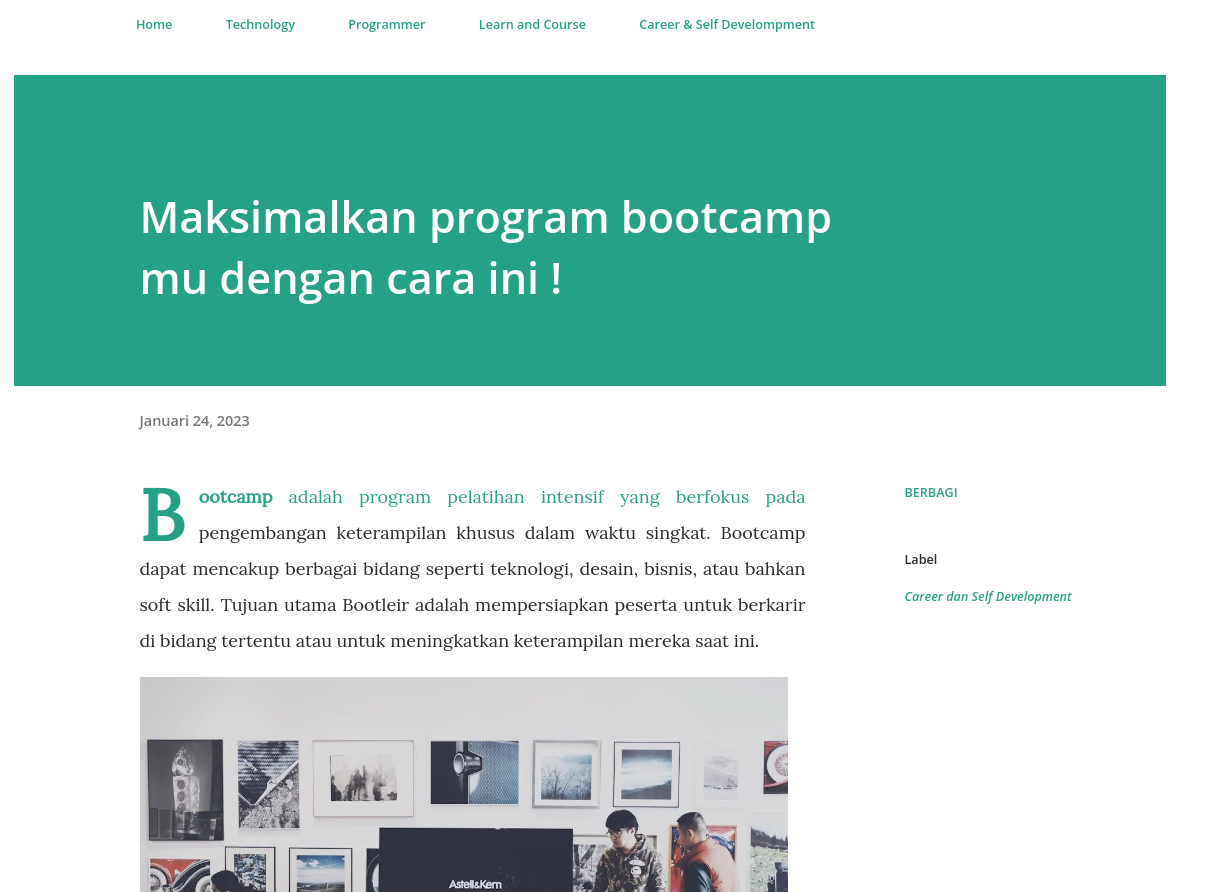 Home Technology Programmer Learn and Course Career & Self Develompment
Maksimalkan program bootcamp
mu dengan cara ini !
Januari 24, 2023
Bootcamp adalah program pelatihan intensif yang berfokus pada
pengembangan keterampilan khusus dalam waktu singkat. Bootcamp
dapat mencakup berbagai bidang seperti teknologi, desain, bisnis, atau bahkan
soft skill. Tujuan utama Bootleir adalah mempersiapkan peserta untuk berkarir
di bidang tertentu atau untuk meningkatkan keterampilan mereka saat ini.
BERBAGI
Label
Career dan Self Development
Astell&Kern